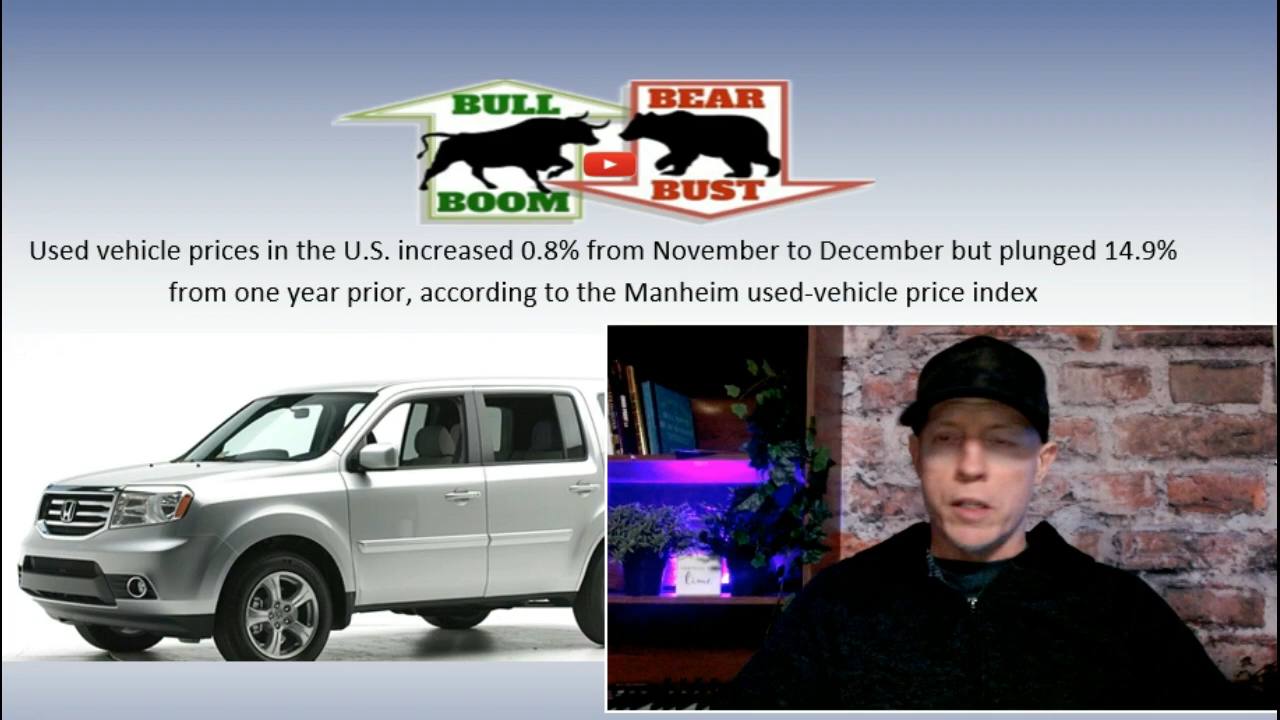 BULL
BOOM
BEAR
BUST
Used vehicle prices in the U.S. increased 0.8% from November to December but plunged 14.9%
from one year prior, according to the Manheim used-vehicle price index
time